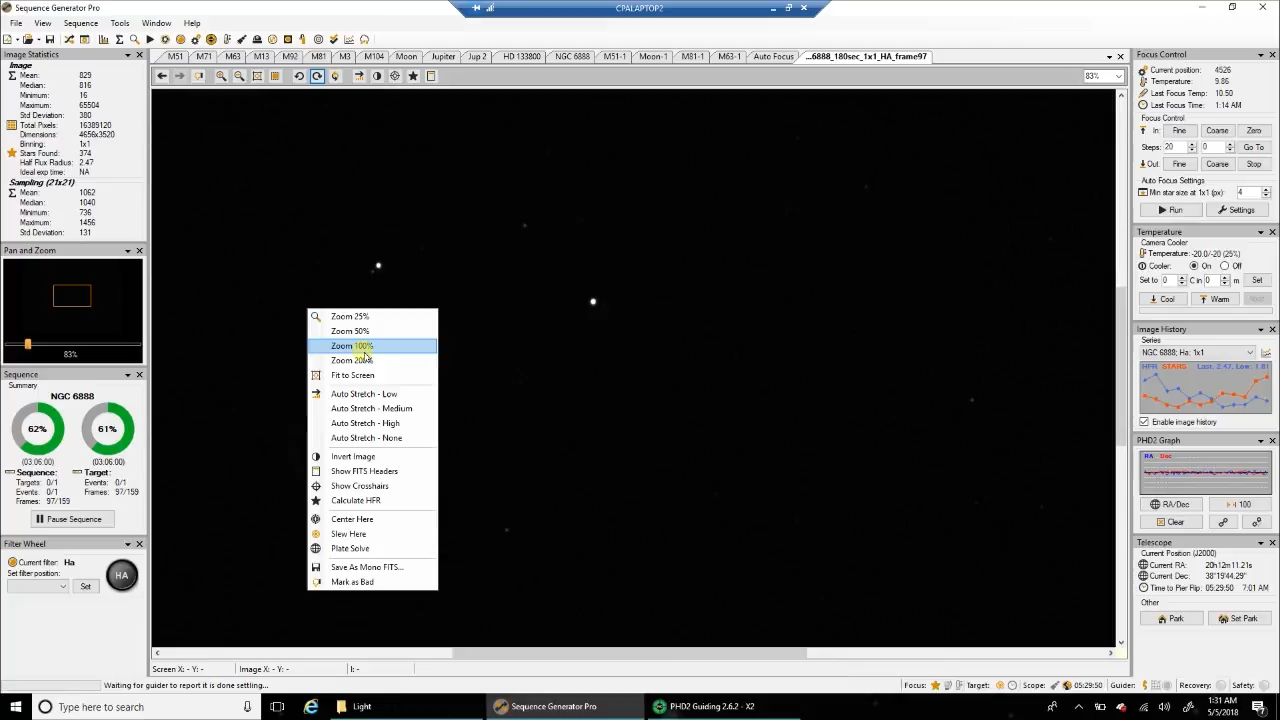 Sequence Generator Pro
CPALAPTOP2
File View Sequence Tools Window Help
Image Statistics
Image
Mean: 829
Median: 816
Minimum: 16
Maximum: 65504
Std Deviation: 380
Total Pixels: 16389120
Dimensions: 4656x3520
Binning: 1x1
Stars Found: 374
Half Flux Radius: 2.47
Ideal exp time: NA
Sampling (21x21)
Mean: 1062
Median: 1040
Minimum: 736
Maximum: 1456
Std Deviation: 131
Pan and Zoom
83%
Sequence
Summary
NGC 6888
62% 61%
(03:06:00) (03:06:00)
Sequence: Target:
Targets: 0/1 Events: 0/1
Events: 0/1 Frames: 97/159
Frames: 97/159
Pause Sequence
Filter Wheel
Current filter: Ha
Set filter position:
Set
HA
M51 M71 M63 M13 M92 M81 M3 M104 Moon Jupiter Jup 2 HD 133800 NGC 6888 M51-1 Moon-1 M81-1 M63-1 Auto Focus ...6888_180sec_1x1_HA_frame97
83%
Zoom 25%
Zoom 50%
Zoom 100%
Zoom 200%
Fit to Screen
Auto Stretch - Low
Auto Stretch - Medium
Auto Stretch - High
Auto Stretch - None
Invert Image
Show FITS Headers
Show Crosshairs
Calculate HFR
Center Here
Slew Here
Plate Solve
Save As Mono FITS...
Mark as Bad
Screen X: - Y: - Image X: - Y: - I: -
Focus Control
Current position: 4526
Temperature: 9.86
Last Focus Temp: 10.50
Last Focus Time: 1:14 AM
Focus Control
In: Fine Coarse Zero
Steps: 20 0 Go To
Out: Fine Coarse Stop
Auto Focus Settings
Min star size at 1x1 (px): 4
Run Settings
Temperature
Camera Cooler
Temperature: -20.0/-20 (25%)
Cooler: On Off
Set to 0 C in 0 m Set
Cool Warm
Image History
Series
NGC 6888; Ha; 1x1
HFR STARS Last: 2.47, Low: 1.81
Enable image history
PHD2 Graph
RA Dec
RA/Dec 100
Clear
Telescope
Current Position (J2000)
Current RA: 20h12m11.21s
Current Dec: 38°19'44.29"
Time to Pier Flip: 05:29:50 7:01 AM
Other
Park Set Park
Waiting for guider to report it is done settling...
Focus: Target: Scope: 05:29:50 Guider: Recovery: Safety:
Type here to search
Light
Sequence Generator Pro
PHD2 Guiding 2.6.2 - X2
1:31 AM
5/5/2018